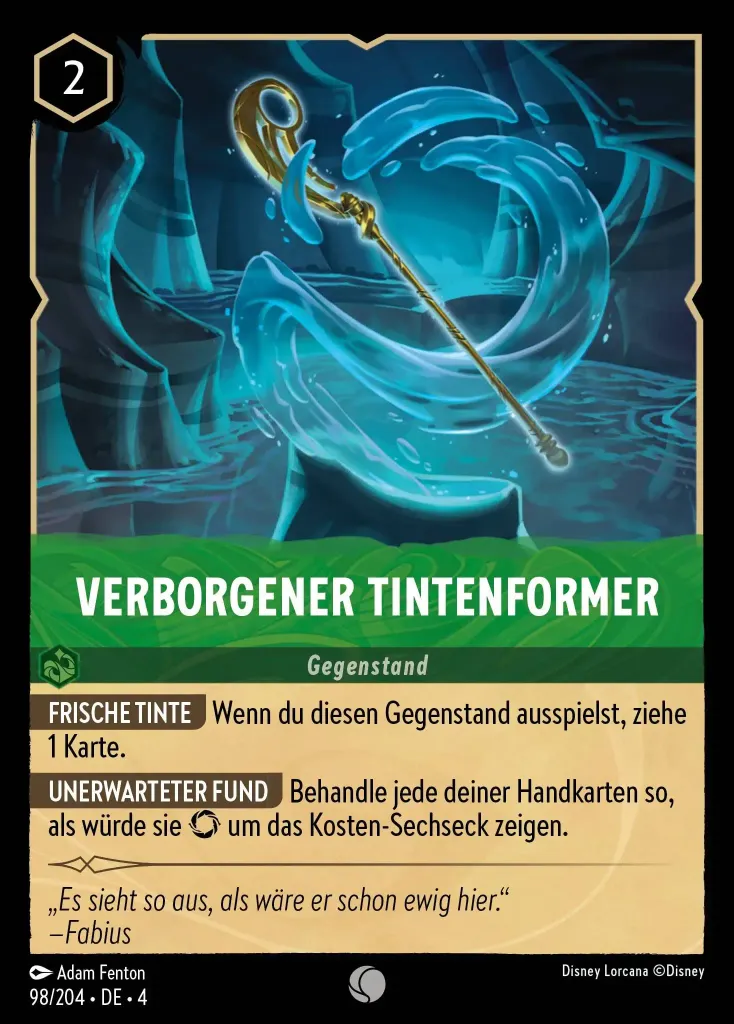 2
VERBORGENER TINTENFORMER
Gegenstand
FRISCHE TINTE Wenn du diesen Gegenstand ausspielst, ziehe
1 Karte.
UNERWARTETER FUND Behandle jede deiner Handkarten so,
als würde sie um das Kosten-Sechseck zeigen.
„Es sieht so aus, als wäre er schon ewig hier.“
–Fabius
Adam Fenton
Disney Lorcana ©Disney
98/204 • DE • 4